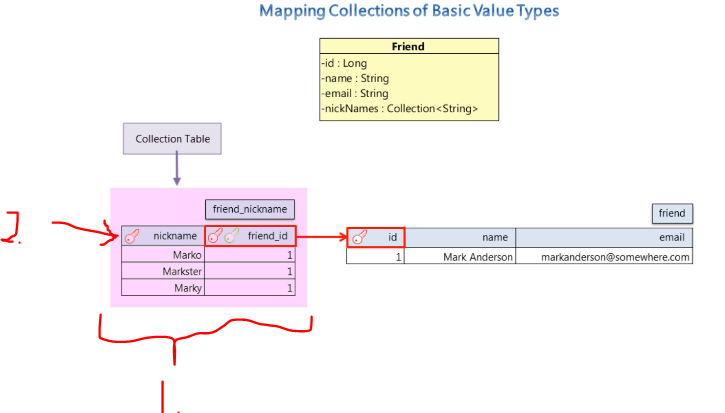 Mapping Collections of Basic Value Types
Friend
-id : Long
-name : String
-email : String
-nickNames : Collection<String>
Collection Table
friend_nickname
friend
nickname friend_id
Marko 1
Markster 1
Marky 1
id name email
1 Mark Anderson markanderson@somewhere.com
2.
1.